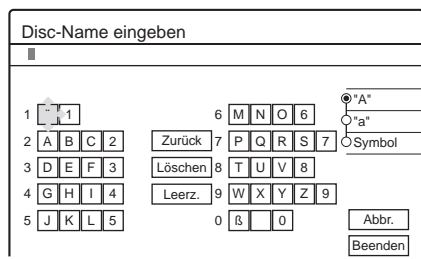 Disc-Name eingeben
1 ¨ 1 6 M N O 6 "A"
"a"
2 A B C 2 Zurück 7 P Q R S 7 Symbol
3 D E F 3 Löschen 8 T U V 8
4 G H I 4 Leerz. 9 W X Y Z 9
5 J K L 5 0 ß 0 Abbr.
Beenden